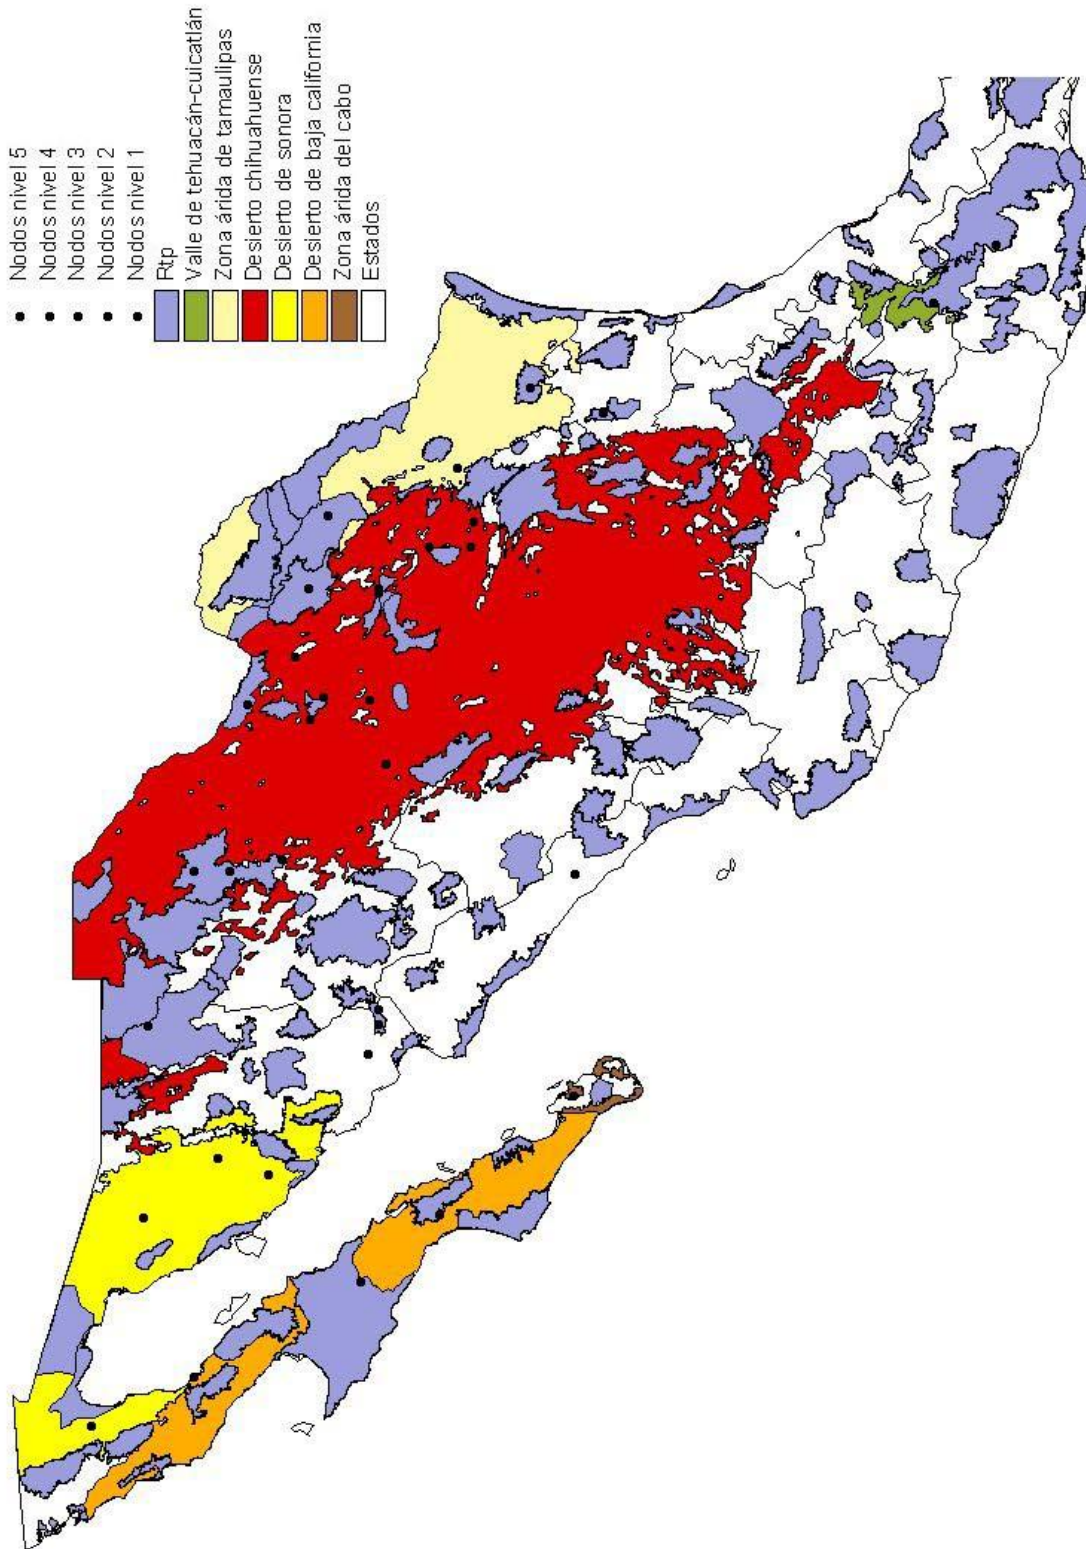 Nodos nivel 5
Nodos nivel 4
Nodos nivel 3
Nodos nivel 2
Nodos nivel 1
Rtp
Valle de tehuacán-cuicatlán
Zona árida de tamaulipas
Desierto chihuahuense
Desierto de sonora
Desierto de baja california
Zona árida del cabo
Estados